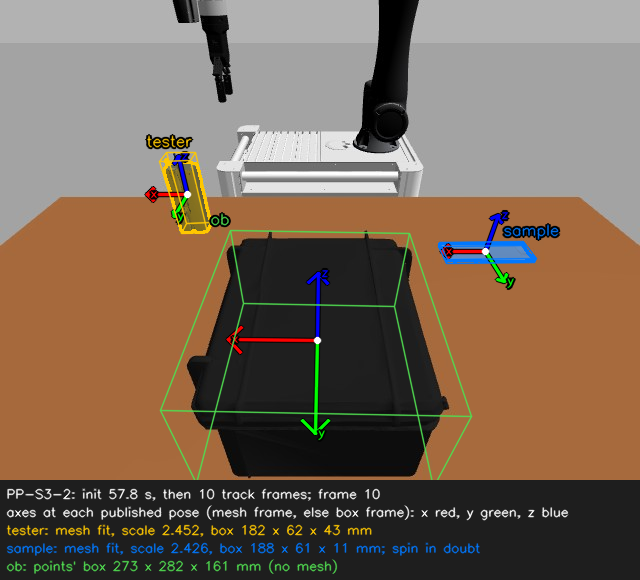 tester
x
y
ob
z
sample
x
y
z
x
y
PP-S3-2: init 57.8 s, then 10 track frames; frame 10
axes at each published pose (mesh frame, else box frame): x red, y green, z blue
tester: mesh fit, scale 2.452, box 182 x 62 x 43 mm
sample: mesh fit, scale 2.426, box 188 x 61 x 11 mm; spin in doubt
ob: points' box 273 x 282 x 161 mm (no mesh)